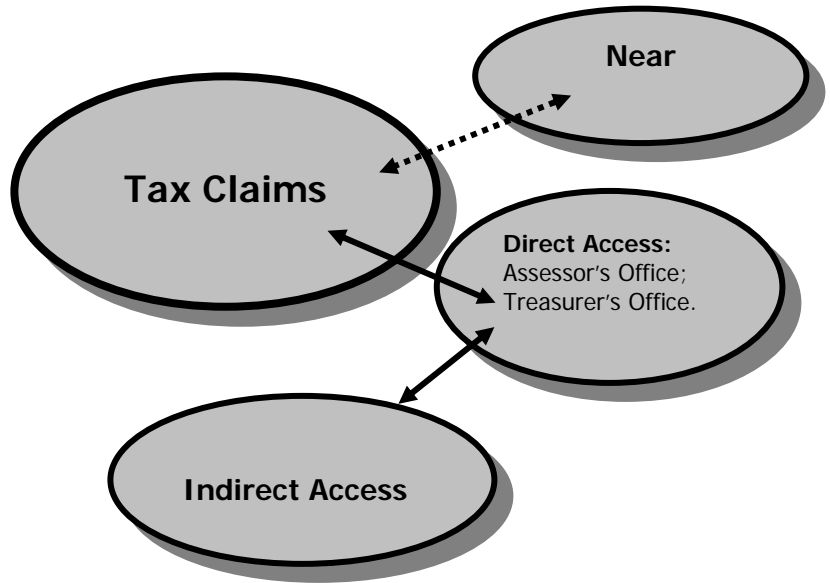 Near
Tax Claims
Direct Access:
Assessor's Office;
Treasurer's Office.
Indirect Access